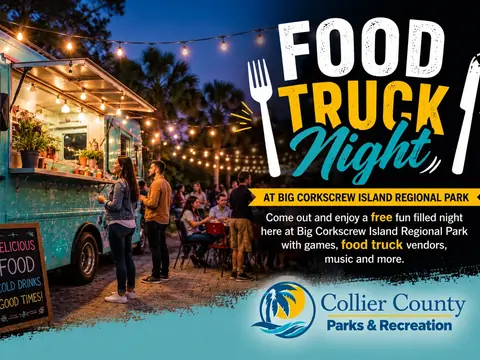 FOOD
TRUCK
Night
AT BIG CORKSCREW ISLAND REGIONAL PARK
Come out and enjoy a free fun filled night
here at Big Corkscrew Island Regional Park
with games, food truck vendors,
music and more.
Collier County
Parks & Recreation
DELICIOUS
FOOD
COLD DRINKS
GOOD TIMES!